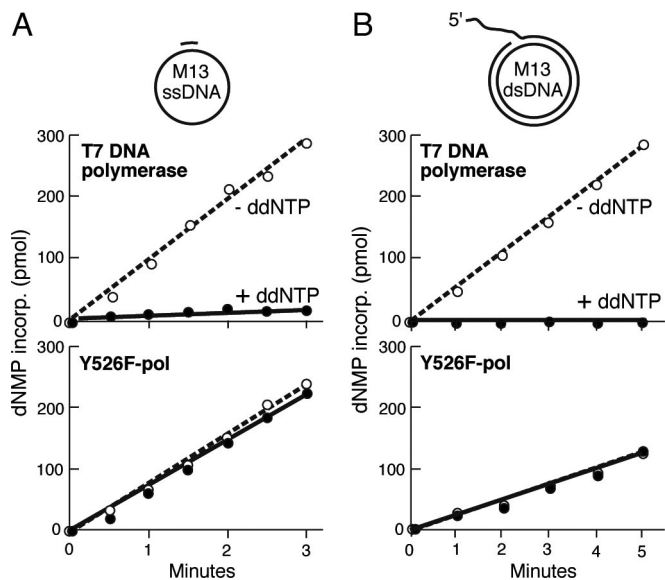 A
M13
ssDNA
300
200
100
0
T7 DNA
polymerase
- ddNTP
+ ddNTP
dNMP incorp. (pmol)
300
200
100
0
Y526F-pol
0 1 2 3
Minutes
B
5'
M13
dsDNA
300
200
100
0
T7 DNA
polymerase
- ddNTP
+ ddNTP
dNMP incorp. (pmol)
300
200
100
0
Y526F-pol
0 1 2 3 4 5
Minutes